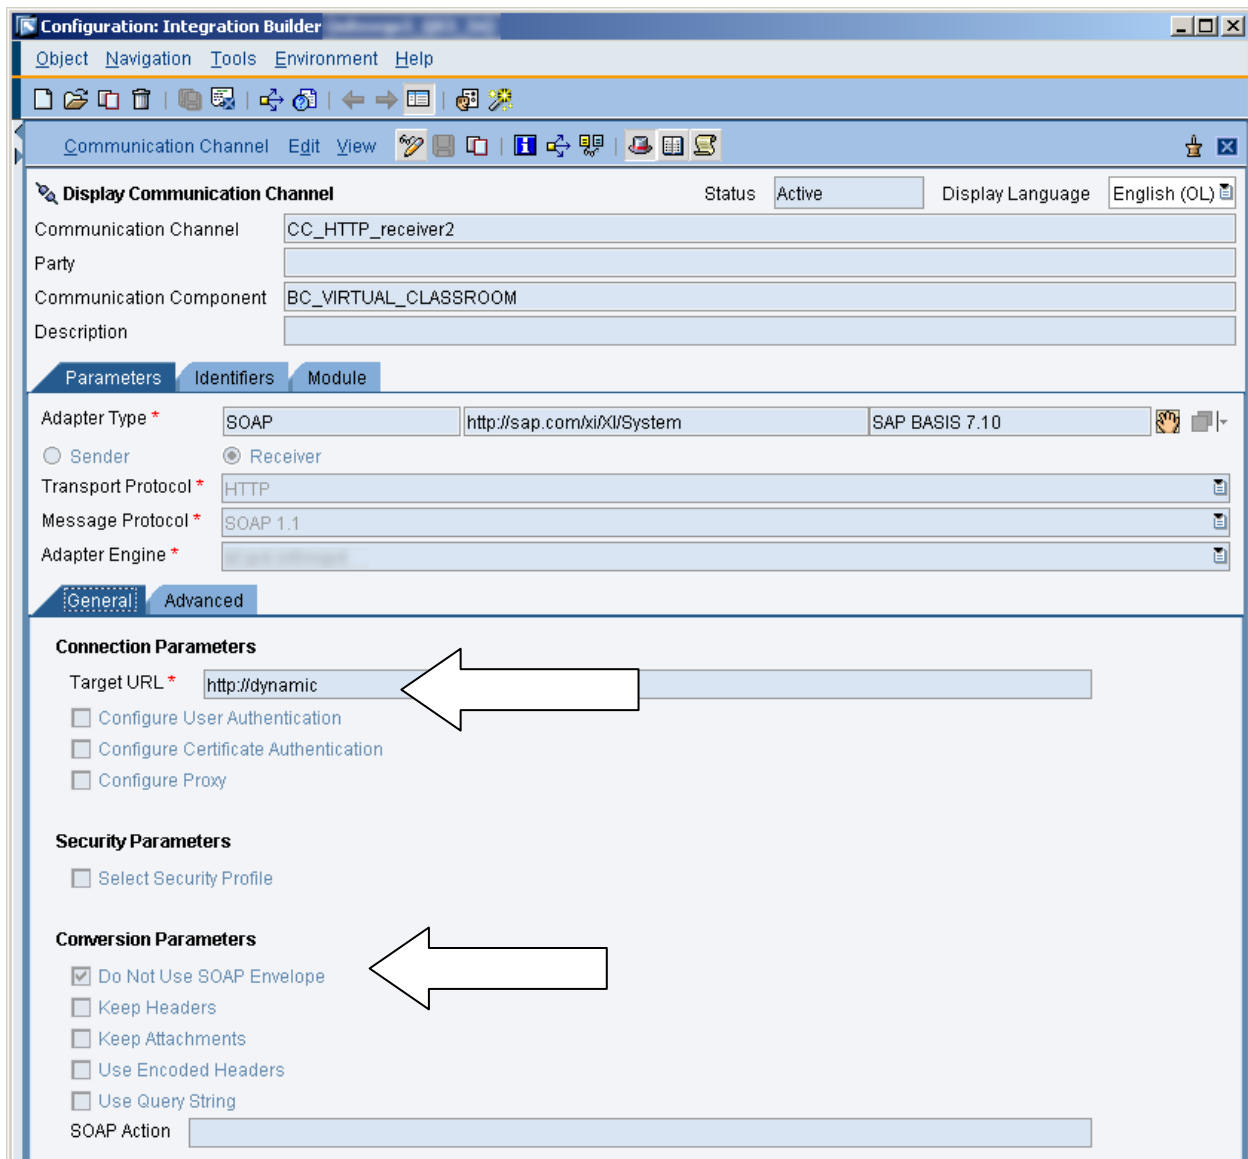 Configuration: Integration Builder
Object Navigation Tools Environment Help
Communication Channel Edit View
Display Communication Channel Status Active Display Language English (OL)
Communication Channel CC_HTTP_receiver2
Party
Communication Component BC_VIRTUAL_CLASSROOM
Description
Parameters Identifiers Module
Adapter Type * SOAP http://sap.com/xi/XI/System SAP BASIS 7.10
Sender Receiver
Transport Protocol * HTTP
Message Protocol * SOAP 1.1
Adapter Engine *
General Advanced
Connection Parameters
Target URL * http://dynamic
Configure User Authentication
Configure Certificate Authentication
Configure Proxy
Security Parameters
Select Security Profile
Conversion Parameters
Do Not Use SOAP Envelope
Keep Headers
Keep Attachments
Use Encoded Headers
Use Query String
SOAP Action